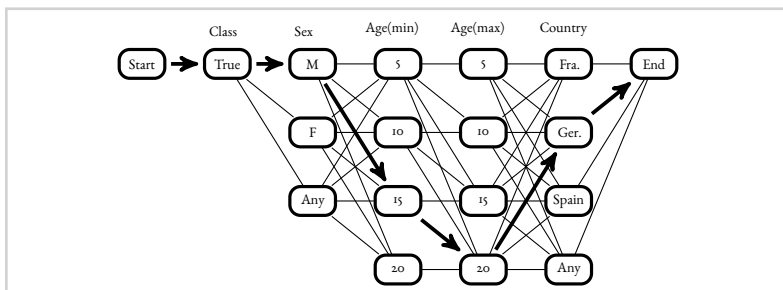 Class Sex Age(min) Age(max) Country
Start True M 5 5 Fra. End
F 10 10 Ger.
Any 15 15 Spain
20 20 Any